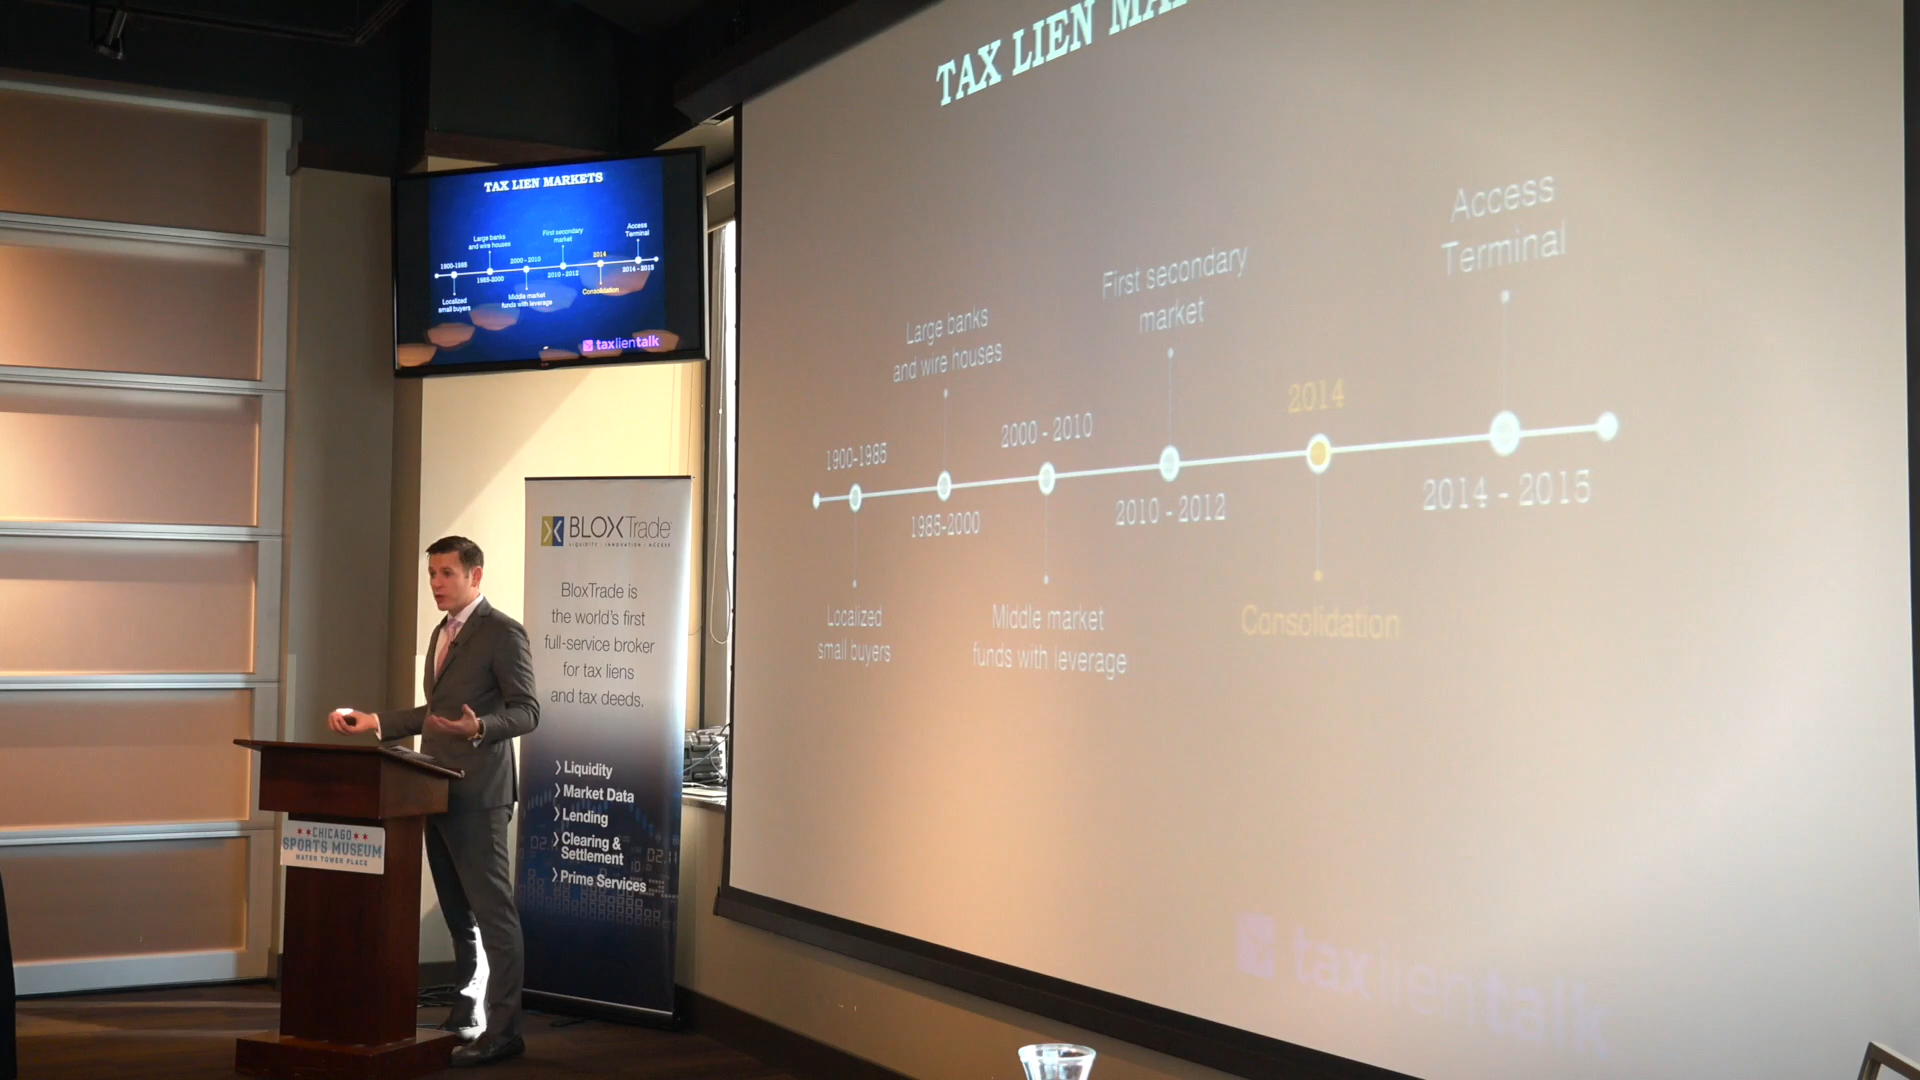 TAX LIEN MARKETS
Large banks
and wire houses
First secondary
market
Access
Terminal
1900-1985
2000 - 2010
2014
1985-2000
2010 - 2012
2014 - 2015
Localized
small buyers
Middle market
funds with leverage
Consolidation
taxlientalk
BLOXTrade
LIQUIDITY | INNOVATION | ACCESS
BloxTrade is
the world's first
full-service broker
for tax liens
and tax deeds.
Liquidity
Market Data
Lending
Clearing &
Settlement
Prime Services
CHICAGO
SPORTS MUSEUM
WATER TOWER PLACE
TAX LIEN
Access
Terminal
First secondary
market
Large banks
and wire houses
2014
2000 - 2010
1900-1985
2014 - 2015
2010 - 2012
1985-2000
Localized
small buyers
Middle market
funds with leverage
Consolidation
taxlientalk